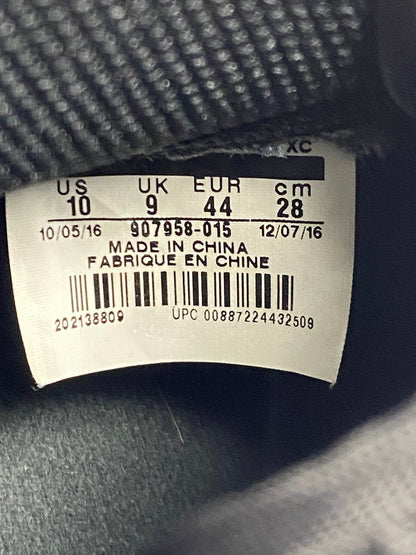 XC
US UK EUR cm
10 9 44 28
10/05/16 907958-015 12/07/16
MADE IN CHINA
FABRIQUE EN CHINE
202138809 UPC 00887224432509